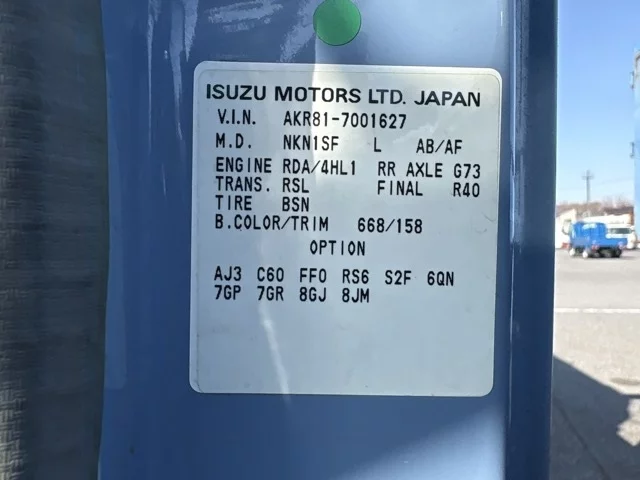 ISUZU MOTORS LTD. JAPAN
V.I.N. AKR81-7001627
M.D. NKN1SF L AB/AF
ENGINE RDA/4HL1 RR AXLE G73
TRANS. RSL FINAL R40
TIRE BSN
B.COLOR/TRIM 668/158
OPTION
AJ3 C60 FFO RS6 S2F 6QN
7GP 7GR 8GJ 8JM